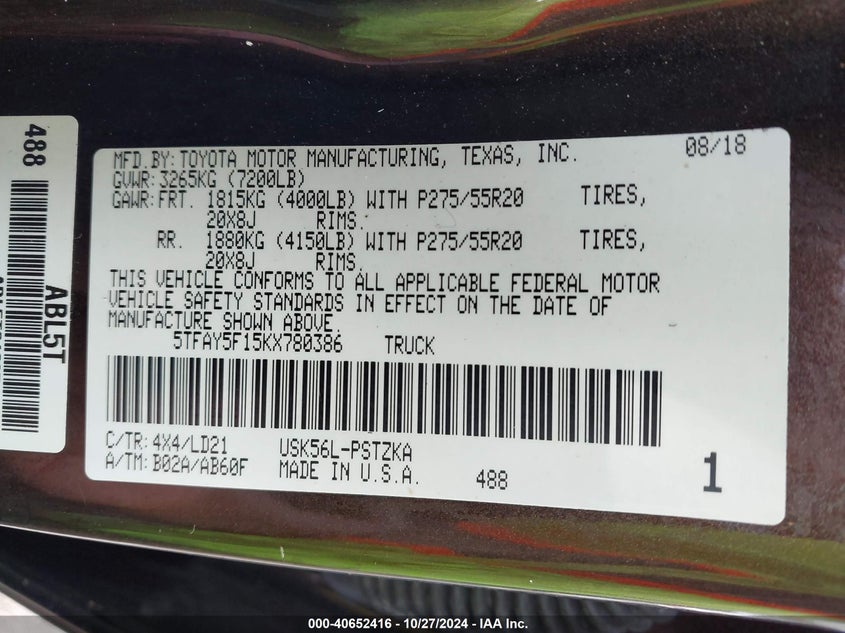 488
ABL5T
MFD.BY:TOYOTA MOTOR MANUFACTURING, TEXAS, INC. 08/18
GVWR:3265KG (7200LB)
GAWR:FRT. 1815KG (4000LB) WITH P275/55R20 TIRES,
20X8J RIMS.
RR. 1880KG (4150LB) WITH P275/55R20 TIRES,
20X8J RIMS.
THIS VEHICLE CONFORMS TO ALL APPLICABLE FEDERAL MOTOR
VEHICLE SAFETY STANDARDS IN EFFECT ON THE DATE OF
MANUFACTURE SHOWN ABOVE.
5TFAY5F15KX780386 TRUCK
C/TR:4X4/LD21 USK56L-PSTZKA
A/TM:B02A/AB60F MADE IN U.S.A. 488 1
000-40652416 - 10/27/2024 - IAA Inc.